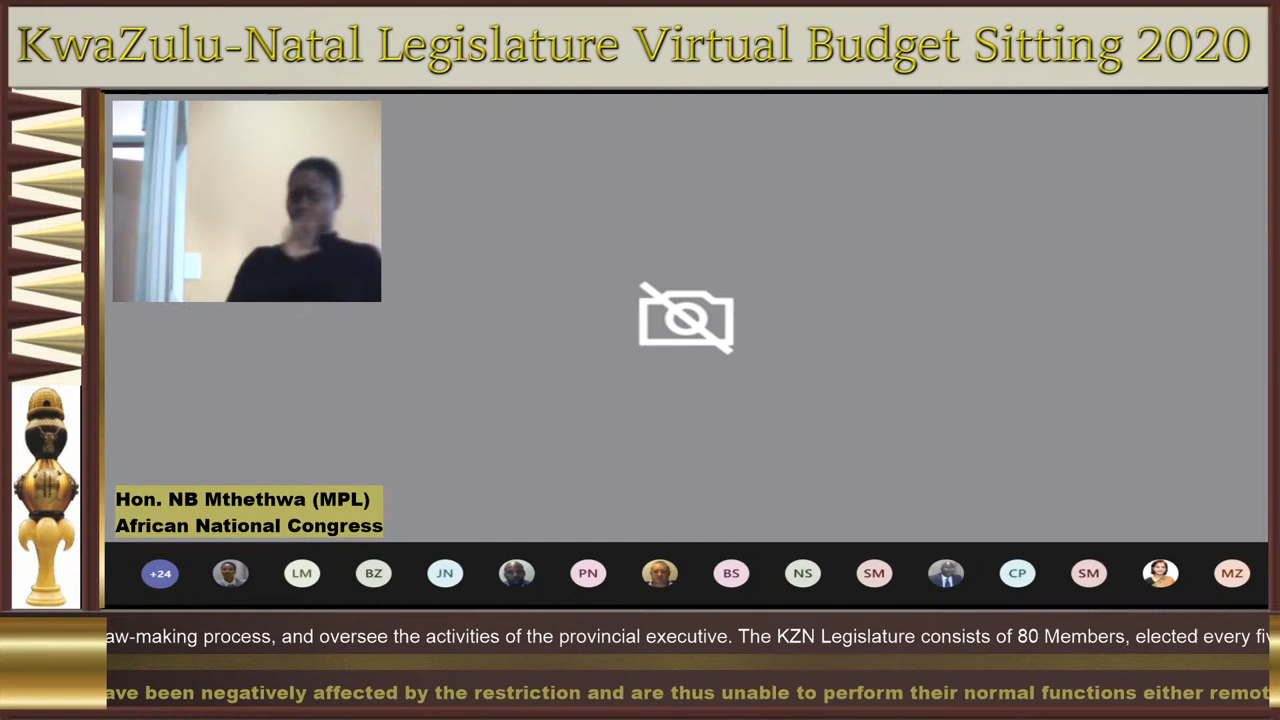 KwaZulu-Natal Legislature Virtual Budget Sitting 2020
Hon. NB Mthethwa (MPL)
African National Congress
+24 LM BZ JN PN BS NS SM CP SM MZ
aw-making process, and oversee the activities of the provincial executive. The KZN Legislature consists of 80 Members, elected every fiv
ave been negatively affected by the restriction and are thus unable to perform their normal functions either remot